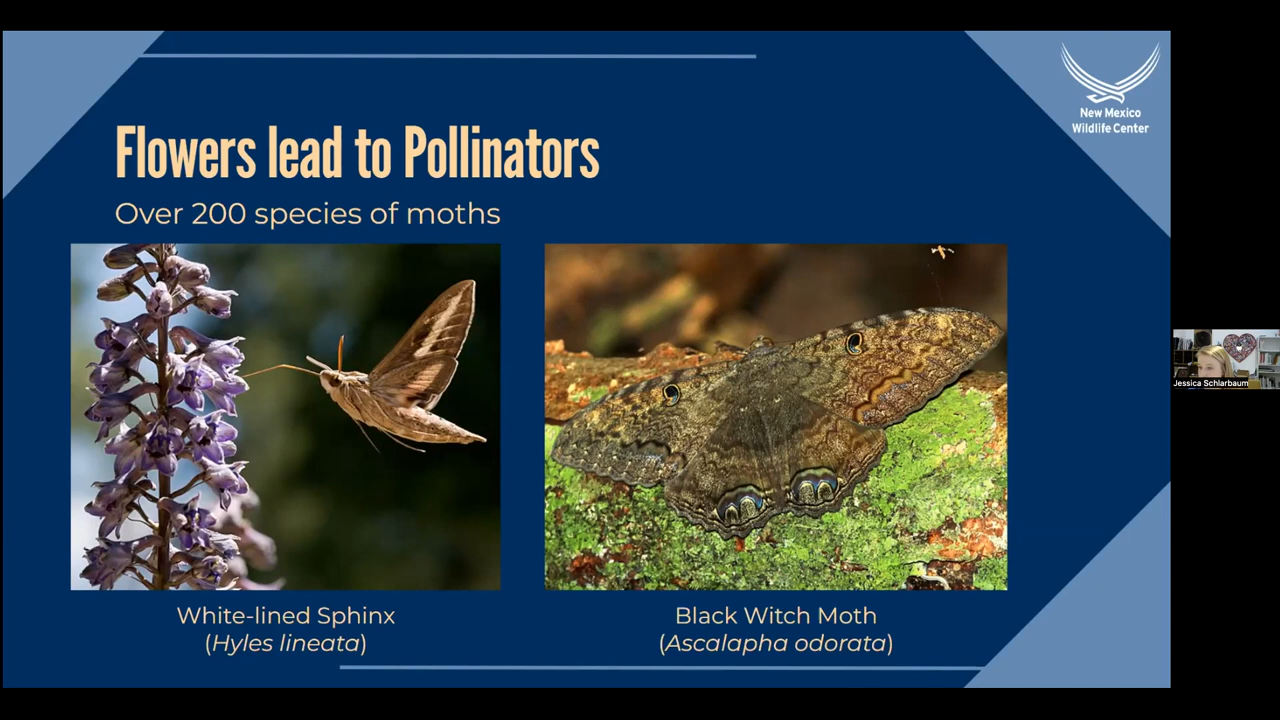 New Mexico
Wildlife Center
Flowers lead to Pollinators
Over 200 species of moths
White-lined Sphinx
(Hyles lineata)
Black Witch Moth
(Ascalapha odorata)
Jessica Schlarbaum